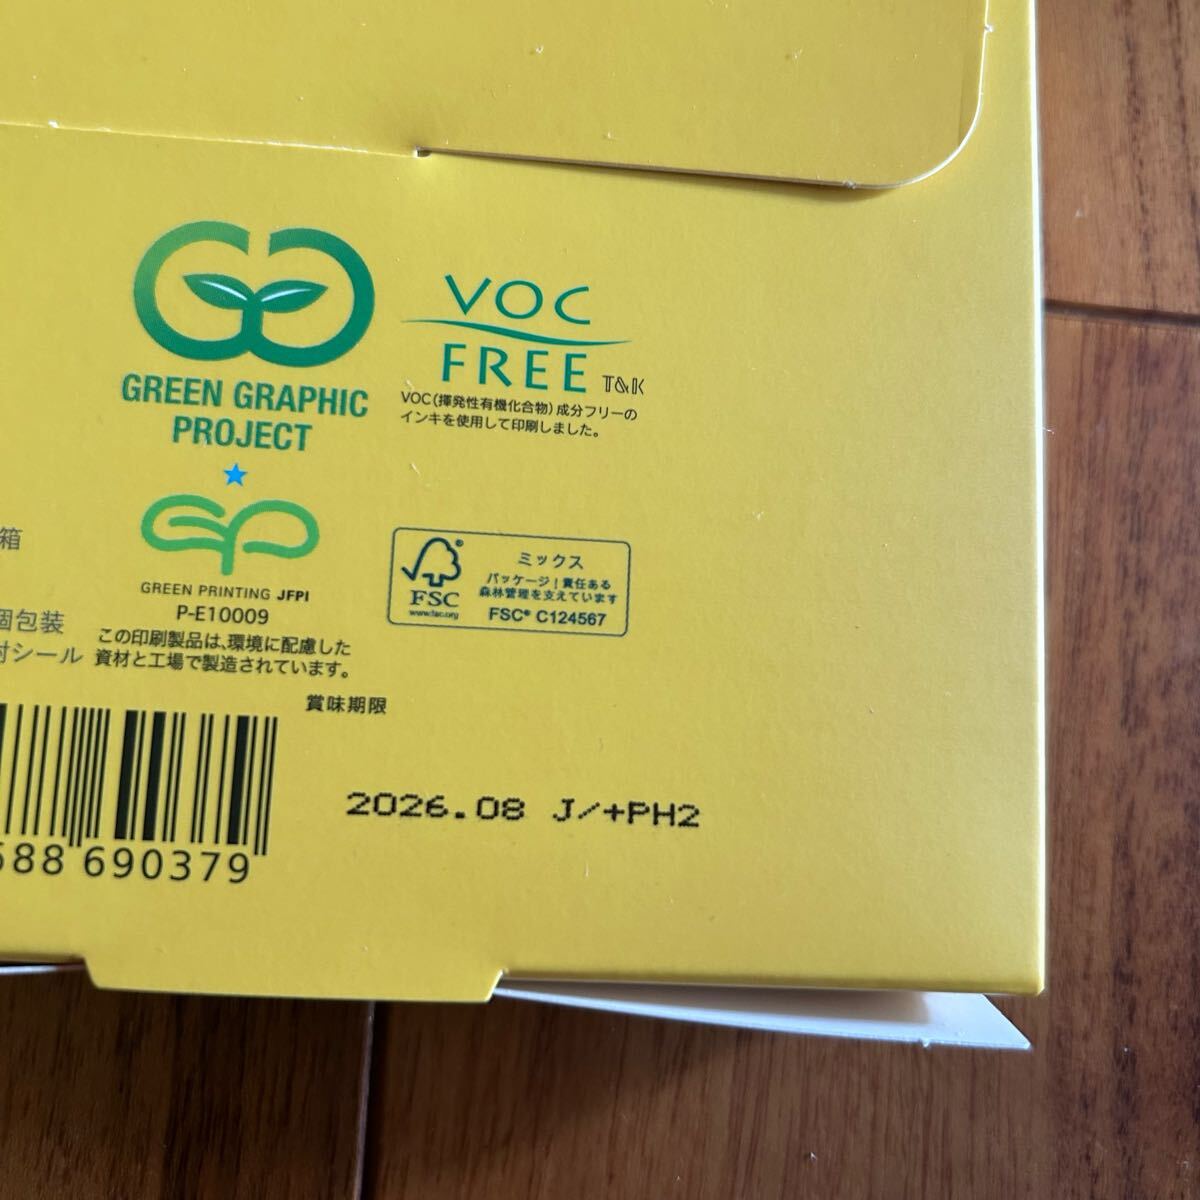 VOC
FREE T&K
VOC(揮発性有機化合物)成分フリーの
インキを使用して印刷しました。
GREEN GRAPHIC
PROJECT
GP
GREEN PRINTING JFPI
P-E10009
この印刷製品は、環境に配慮した
資材と工場で製造されています。
FSC
www.fsc.org
ミックス
パッケージ|責任ある
森林管理を支えています
FSC® C124567
箱
個包装
封シール
賞味期限
2026.08 J/+PH2
588 690379